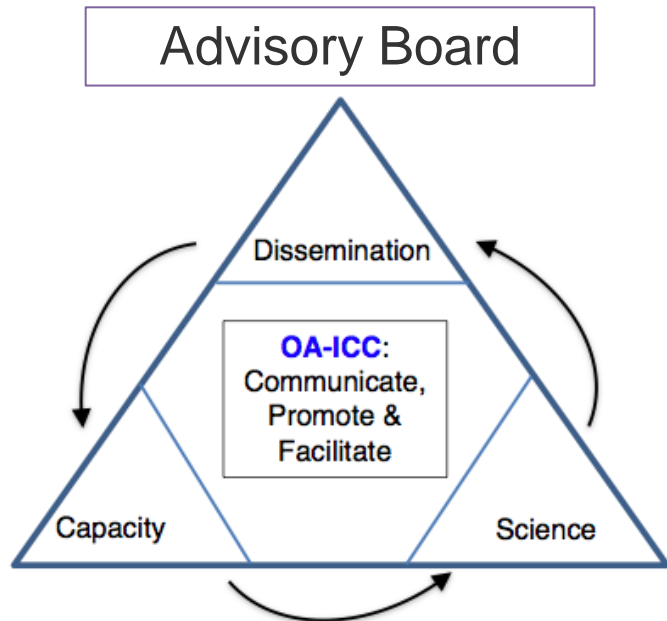 Advisory Board
Dissemination
OA-ICC:
Communicate,
Promote &
Facilitate
Capacity
Science